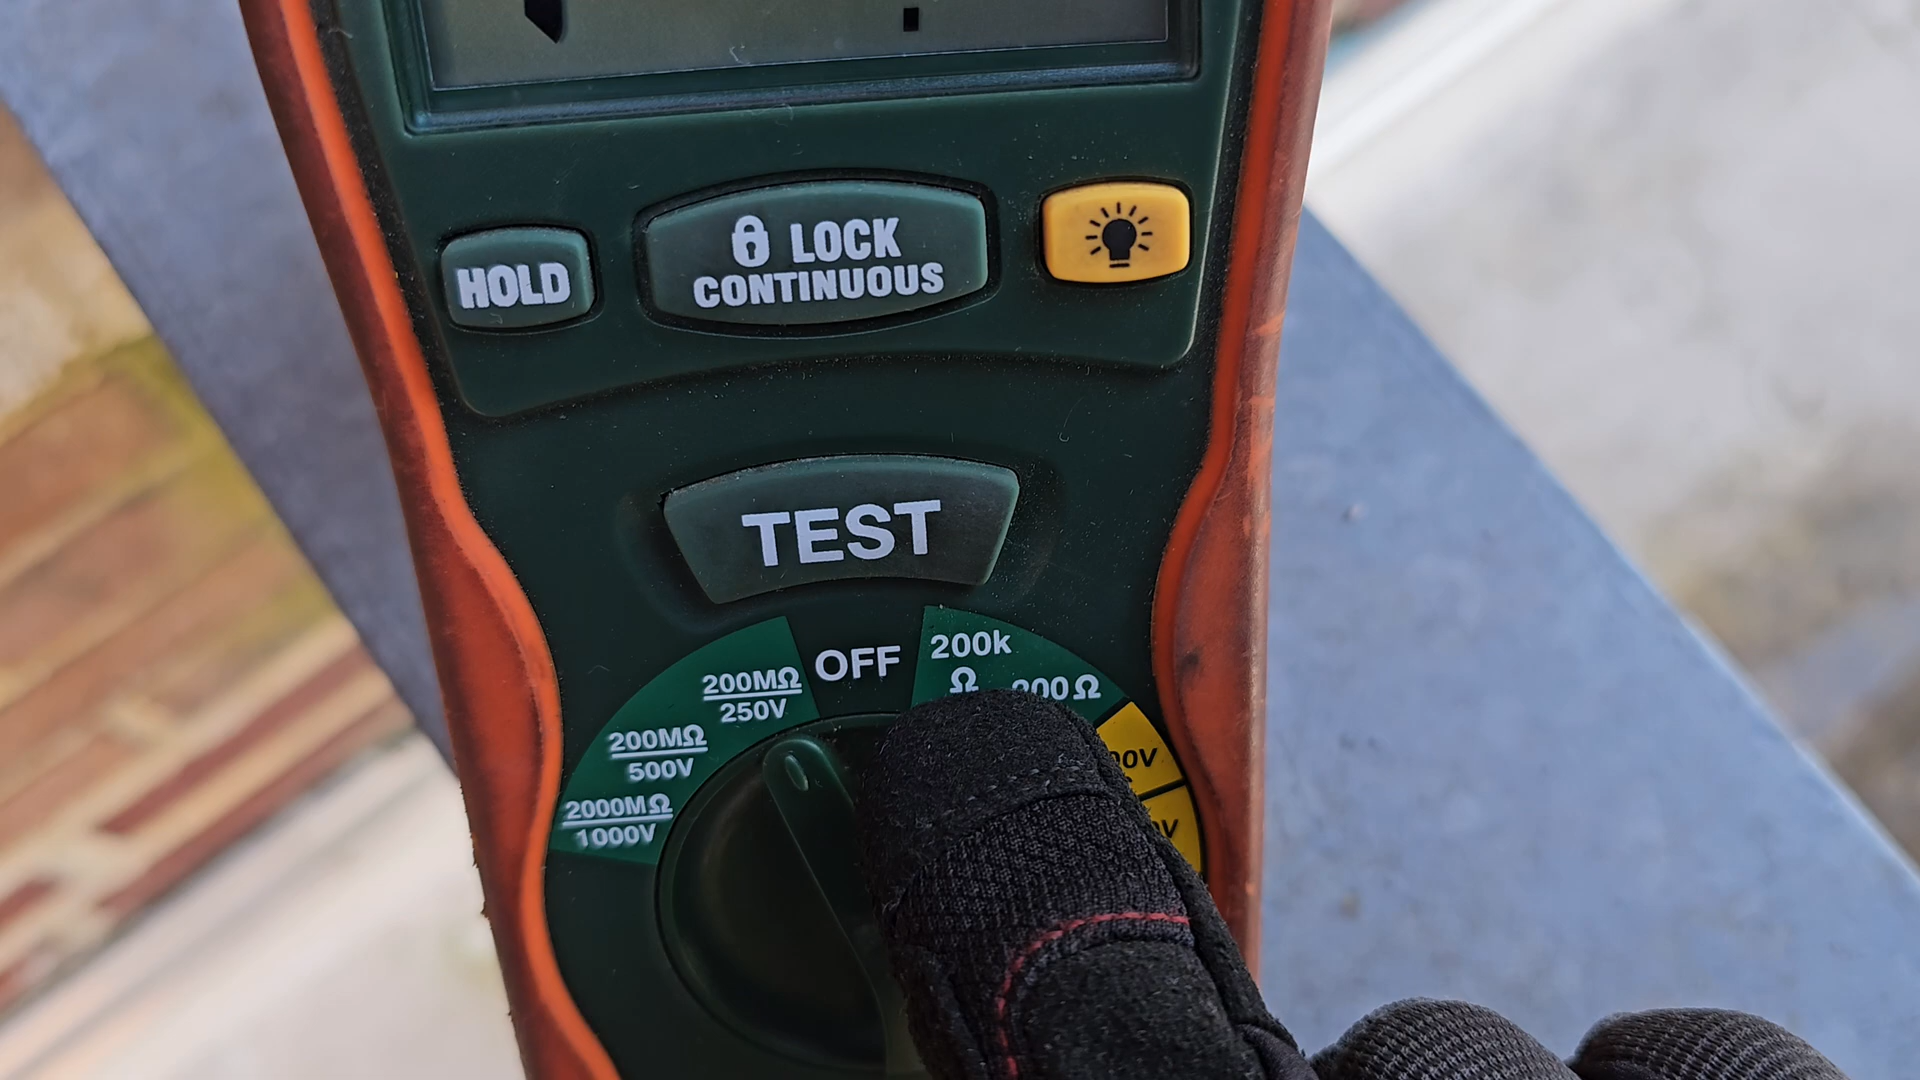 HOLD
LOCK
CONTINUOUS
TEST
OFF
200k
Ω
200MΩ
250V
200MΩ
500V
2000MΩ
1000V